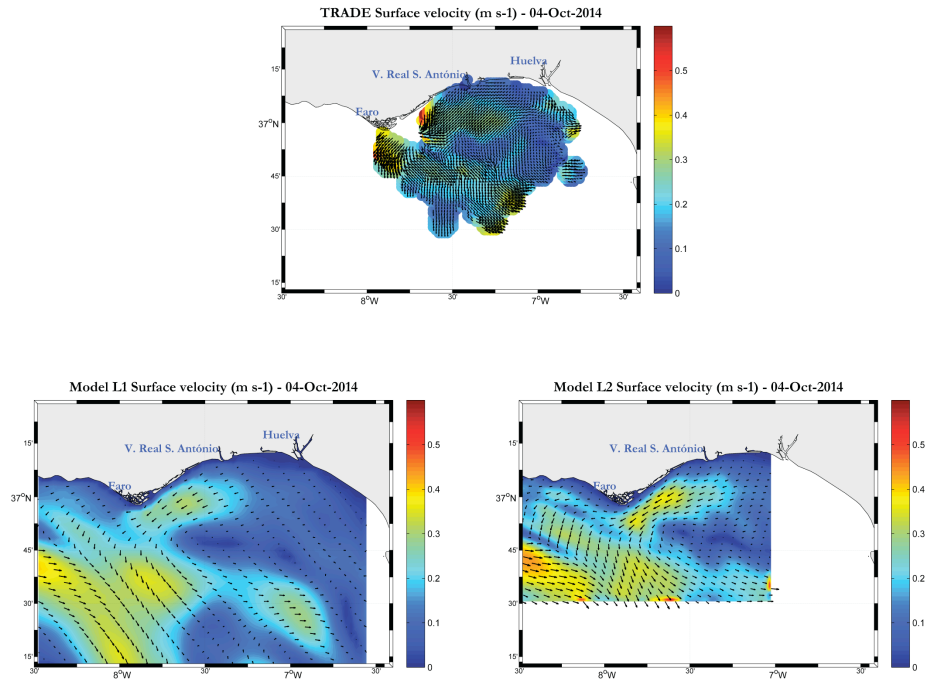 TRADE Surface velocity (m s-1) - 04-Oct-2014
Huelva
V. Real S. António
Faro
15'
37°N
45'
30'
15'
30'
8°W
30'
7°W
30'
0.5
0.4
0.3
0.2
0.1
0
Model L1 Surface velocity (m s-1) - 04-Oct-2014
Huelva
V. Real S. António
Faro
15'
37°N
45'
30'
15'
30'
8°W
30'
7°W
30'
0.5
0.4
0.3
0.2
0.1
0
Model L2 Surface velocity (m s-1) - 04-Oct-2014
V. Real S. António
Faro
15'
37°N
45'
30'
15'
30'
8°W
30'
7°W
30'
0.5
0.4
0.3
0.2
0.1
0